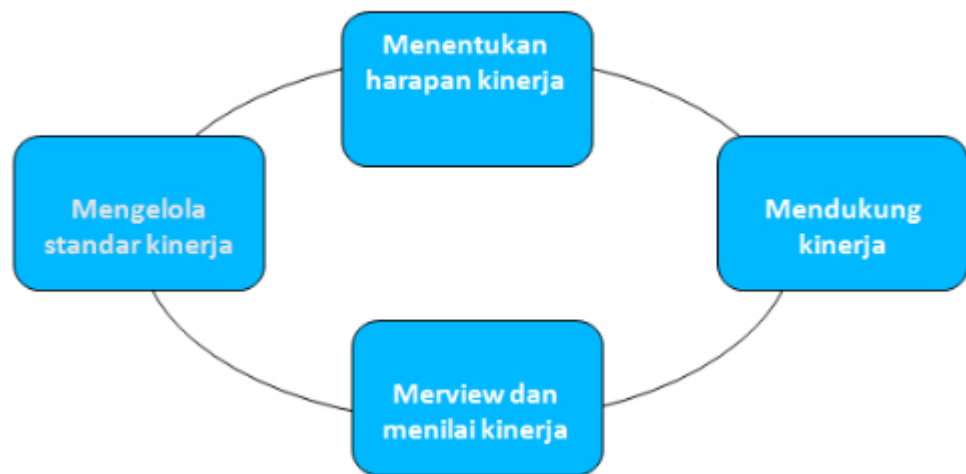 Menentukan
harapan kinerja
Mengelola
standar kinerja
Mendukung
kinerja
Merview dan
menilai kinerja